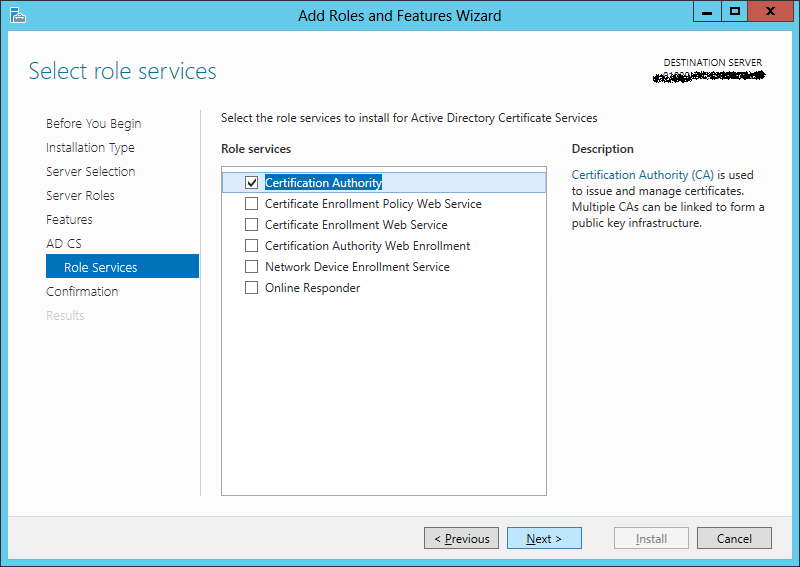 Add Roles and Features Wizard
Select role services
DESTINATION SERVER
Before You Begin
Installation Type
Server Selection
Server Roles
Features
AD CS
Role Services
Confirmation
Results
Select the role services to install for Active Directory Certificate Services
Role services
Certification Authority
Certificate Enrollment Policy Web Service
Certificate Enrollment Web Service
Certification Authority Web Enrollment
Network Device Enrollment Service
Online Responder
Description
Certification Authority (CA) is used
to issue and manage certificates.
Multiple CAs can be linked to form a
public key infrastructure.
< Previous
Next >
Install
Cancel